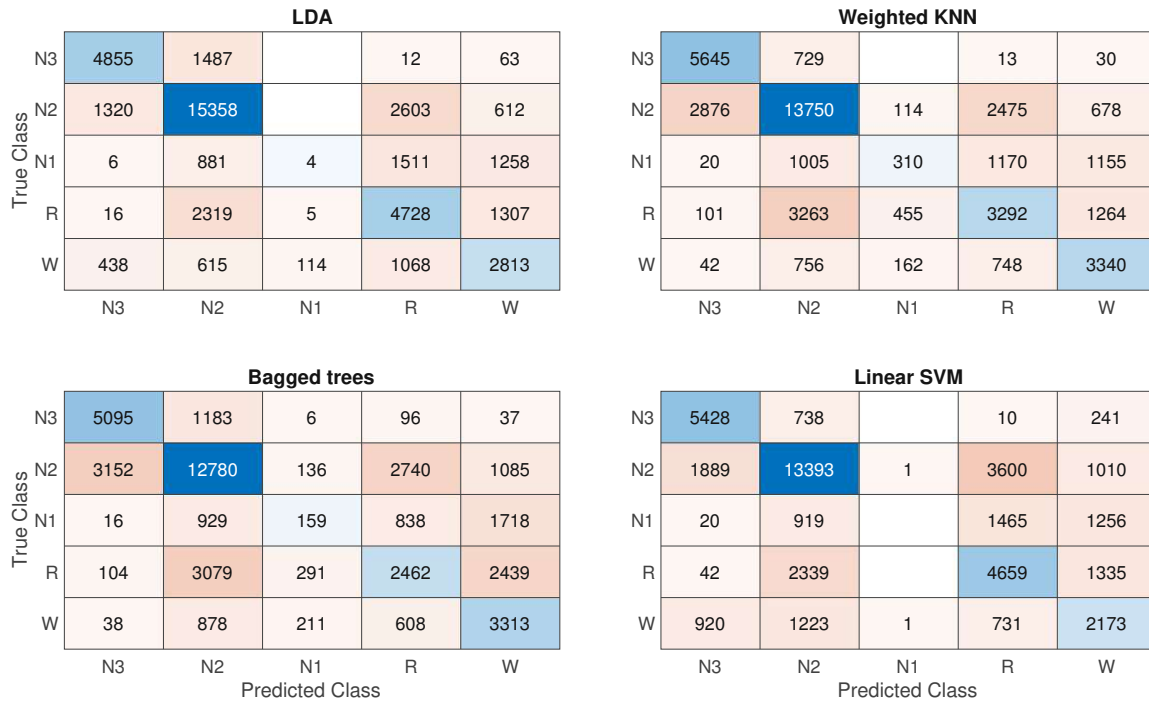 LDA
N3 4855 1487 12 63
N2 1320 15358 2603 612
N1 6 881 4 1511 1258
R 16 2319 5 4728 1307
W 438 615 114 1068 2813
N3 N2 N1 R W
True Class
Weighted KNN
N3 5645 729 13 30
N2 2876 13750 114 2475 678
N1 20 1005 310 1170 1155
R 101 3263 455 3292 1264
W 42 756 162 748 3340
N3 N2 N1 R W
Bagged trees
N3 5095 1183 6 96 37
N2 3152 12780 136 2740 1085
N1 16 929 159 838 1718
R 104 3079 291 2462 2439
W 38 878 211 608 3313
N3 N2 N1 R W
True Class
Predicted Class
Linear SVM
N3 5428 738 10 241
N2 1889 13393 1 3600 1010
N1 20 919 1465 1256
R 42 2339 4659 1335
W 920 1223 1 731 2173
N3 N2 N1 R W
Predicted Class